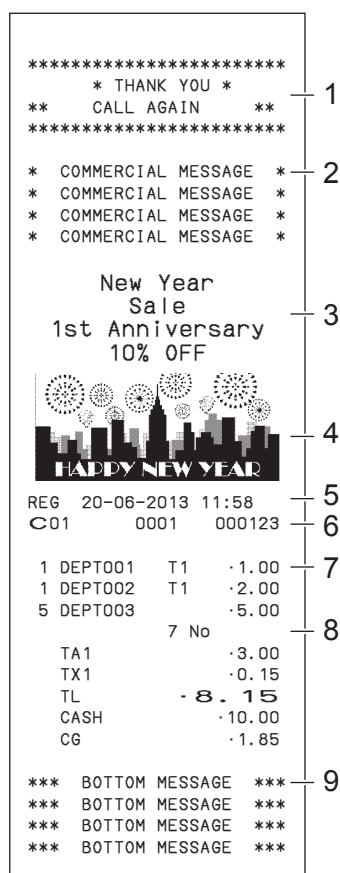 ************************
* THANK YOU *
** CALL AGAIN ** 1
************************
* COMMERCIAL MESSAGE * 2
* COMMERCIAL MESSAGE *
* COMMERCIAL MESSAGE *
* COMMERCIAL MESSAGE *
New Year
Sale
1st Anniversary 3
10% OFF
HAPPY NEW YEAR 4
REG 20-06-2013 11:58 5
C01 0001 000123 6
1 DEPT001 T1 ·1.00 7
1 DEPT002 T1 ·2.00
5 DEPT003 ·5.00
7 No 8
TA1 ·3.00
TX1 ·0.15
TL ·8.15
CASH ·10.00
CG ·1.85
*** BOTTOM MESSAGE *** 9
*** BOTTOM MESSAGE ***
*** BOTTOM MESSAGE ***
*** BOTTOM MESSAGE ***